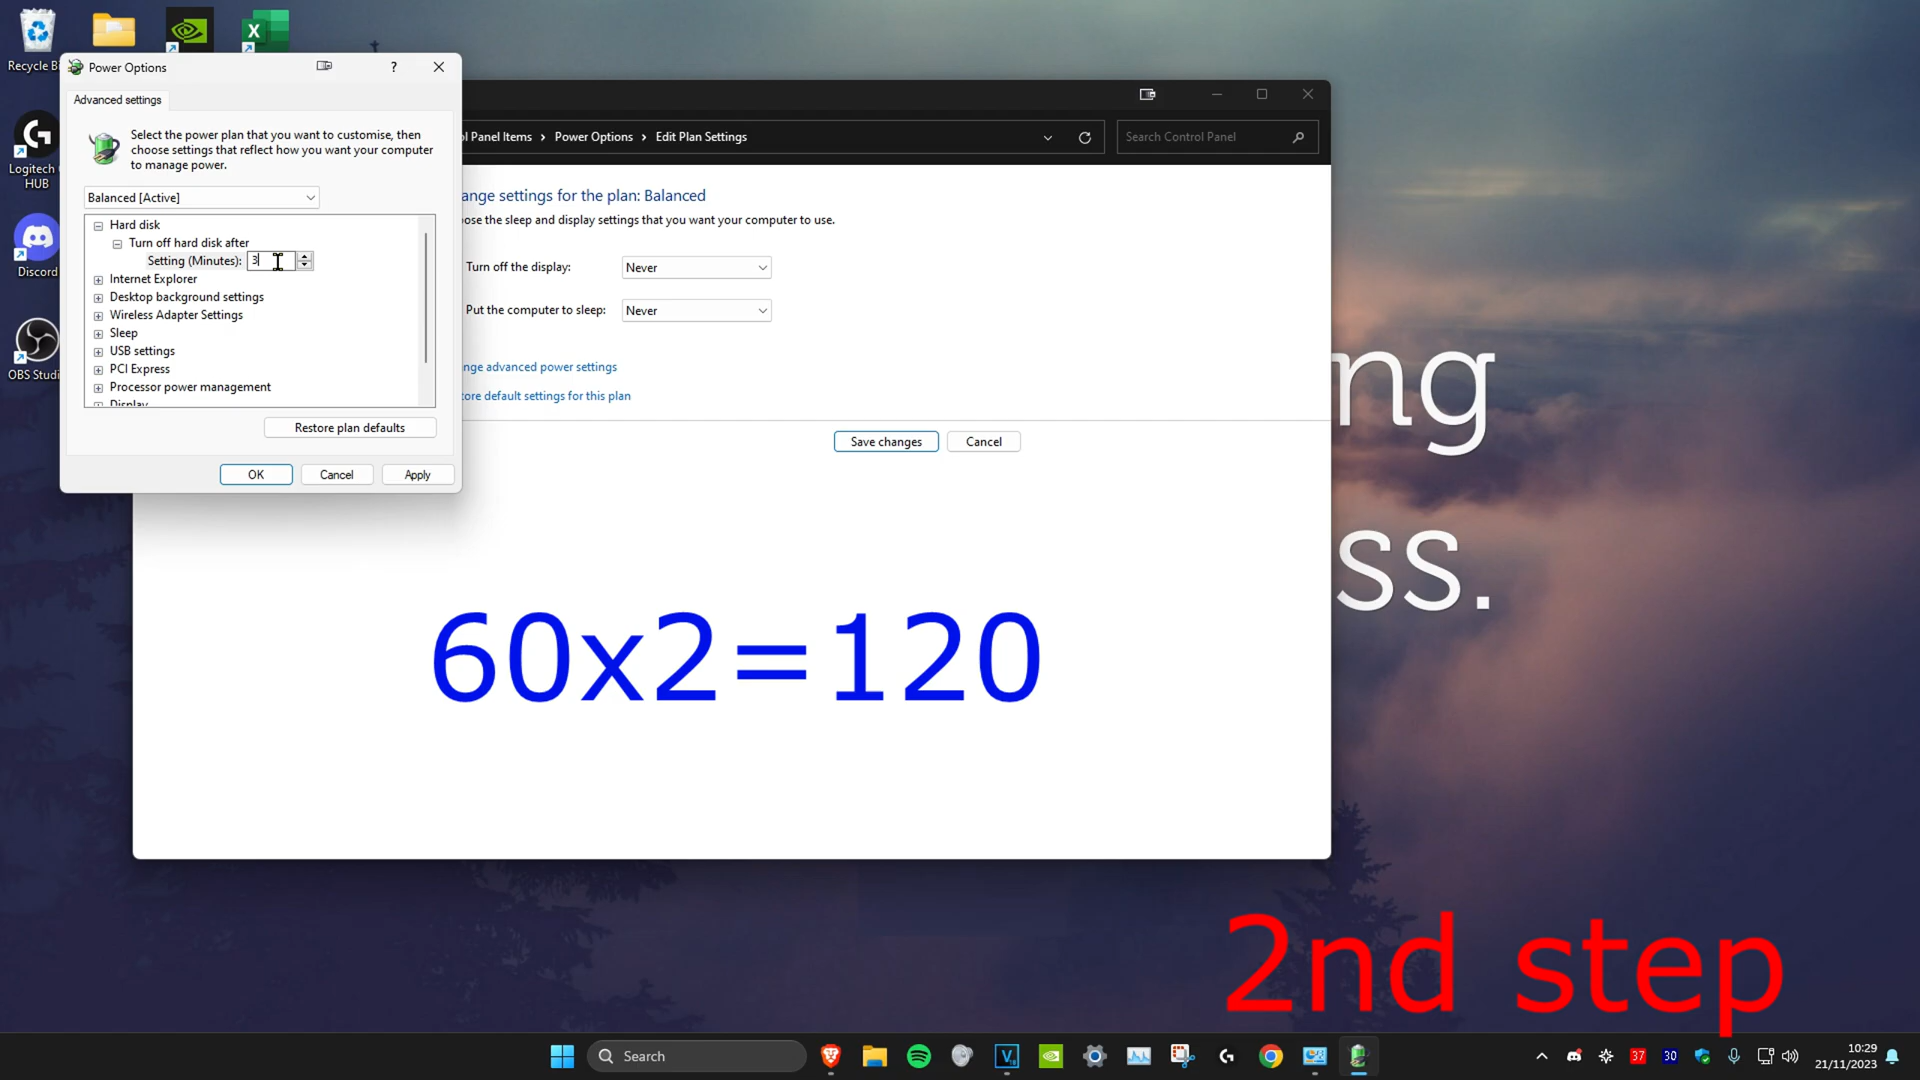 Recycle
Power Options
?
Advanced settings
Select the power plan that you want to customise, then
choose settings that reflect how you want your computer
to manage power.
Balanced [Active]
Hard disk
Turn off hard disk after
Setting (Minutes): 3
Internet Explorer
Desktop background settings
Wireless Adapter Settings
Sleep
USB settings
PCI Express
Processor power management
Display
Restore plan defaults
OK
Cancel
Apply
Logitech
HUB
Discord
OBS Studi
l Panel Items > Power Options > Edit Plan Settings
Search Control Panel
ange settings for the plan: Balanced
ose the sleep and display settings that you want your computer to use.
Turn off the display: Never
Put the computer to sleep: Never
nge advanced power settings
tore default settings for this plan
Save changes
Cancel
ng
ss.
60x2=120
2nd step
Search
37
30
10:29
21/11/2023